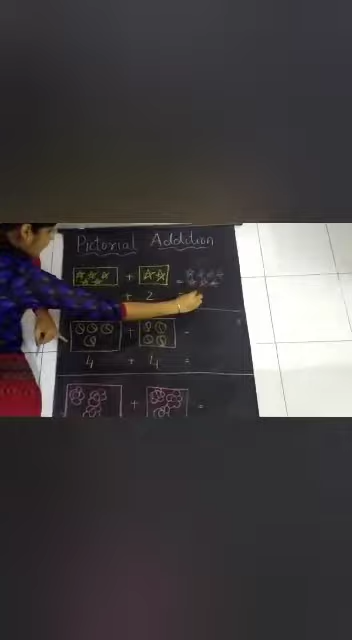 Pictorial Addition
+ =
+ 2
+ =
4 + 4 =
+ =